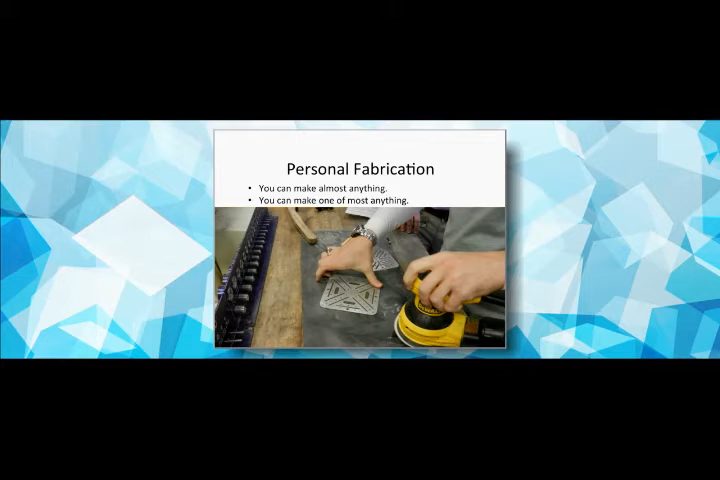 Personal Fabrication
• You can make almost anything.
• You can make one of most anything.